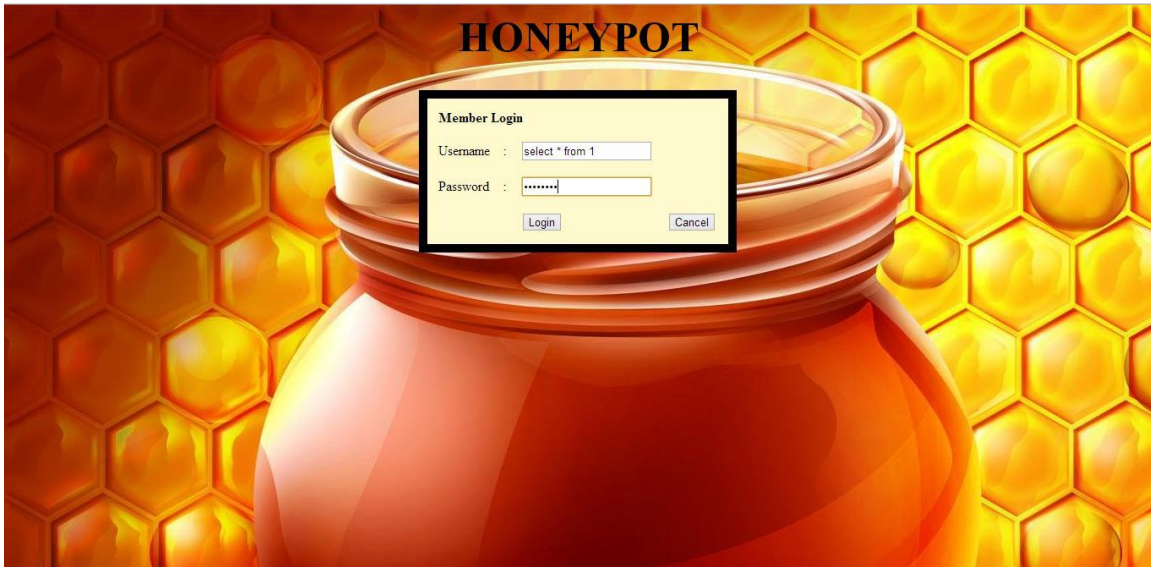 HONEYPOT
Member Login
Username : select * from 1
Password : ••••••••
Login Cancel